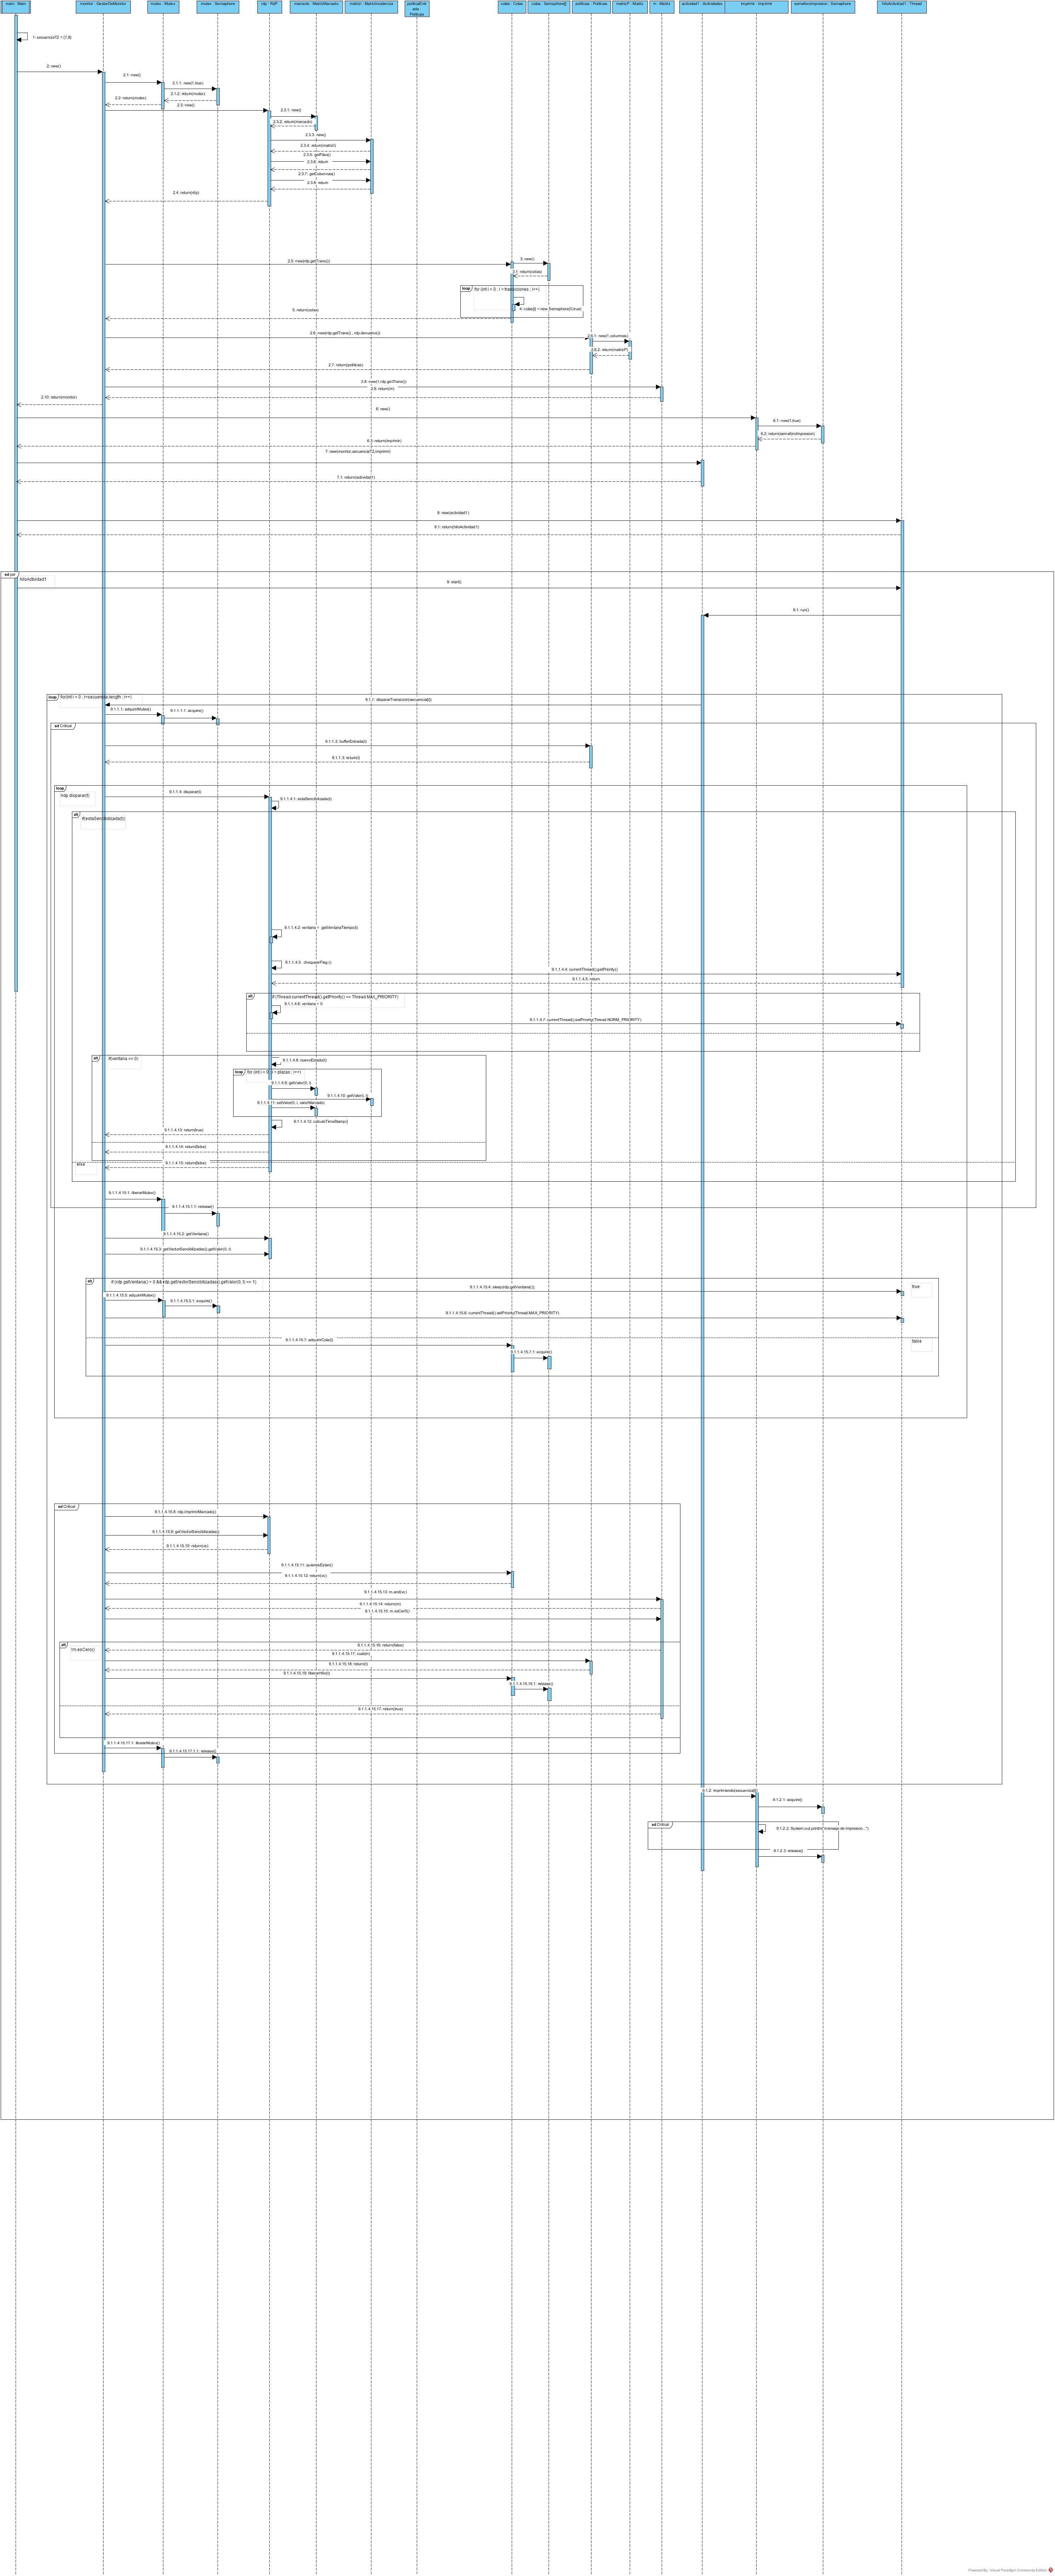 main : Main
monitor : GestorDeMonitor
mutex : Mutex
mutex : Semaphore
rdp : RdP
marcado : MatrizMarcado
matrizI : MatrizIncidencia
colas : Colas
colas : Semaphore[]
politicas : Politicas
matrizP : Matriz
m : Matriz
actividad1 : Actividades
imprimir : Imprimir
semaforoImpresion : Semaphore
hiloActividad1 : Thread
2: new()
2.1: new()
2.1.1: new(1,true)
2.1.2: return(mutex)
2.2: return(mutex)
2.3: new()
2.3.1: new()
2.3.2: return(marcado)
2.3.3: new()
2.3.4: return(matrizI)
2.3.5: getFilas()
2.3.6: return
2.3.7: getColumnas()
2.3.8: return
2.4: return(rdp)
2.5: new(rdp.getTrans())
3: new()
3.1: return(colas)
loop
for (int i = 0 ; i > transiciones ; i++)
4: colas[i] = new Semaphore(0,true)
5: return(colas)
2.6: new(rdp.getTrans() , rdp.decuano())
2.6.1: new(1,columnas)
2.6.2: return(matrizP)
2.7: return(politicas)
2.8: new(1,rdp.getTrans())
2.9: return(m)
2.10: return(monitor)
6: new()
6.1: new(1,true)
6.2: return(semaforoImpresion)
6.3: return(imprimir)
7: new(monitor,secuenciaT2,imprimir)
7.1: return(actividad1)
8: new(actividad1)
8.1: return(hiloActividad1)
sd par
hiloActividad1
9: start()
9.1: run()
loop
for(int i = 0 ; i<secuencia.length ; i++)
9.1.1: dispararTransicion(secuencia[i])
9.1.1.1: adquirirMutex()
9.1.1.1.1: acquire()
sd Critical
9.1.1.2: bufferEntrada(t)
9.1.1.3: return(t)
loop
!rdp.disparar(t)
9.1.1.4: disparar(t)
9.1.1.4.1: estaSensibilizada(t)
alt
if(estaSensibilizada(t))
9.1.1.4.2: ventana = getVentanaTiempo(t)
9.1.1.4.3: chequearFlag ()
9.1.1.4.4: currentThread().getPriority()
9.1.1.4.5: return
alt
if (Thread.currentThread().getPriority() == Thread.MAX_PRIORITY)
9.1.1.4.6: ventana = 0
9.1.1.4.7: currentThread().setPriority(Thread.NORM_PRIORITY)
alt
if(ventana == 0)
9.1.1.4.8: nuevoEstado(t)
loop
9.1.1.4.9: getValor(0, i)
9.1.1.4.12: calculoTimeStamp()
9.1.1.4.13: return(true)
9.1.1.4.14: return(false)
9.1.1.4.15: return(false)
else
9.1.1.4.15.1: liberarMutex()
9.1.1.4.15.1.1: release()
9.1.1.4.15.2: getVentana()
9.1.1.4.15.3: getVectorSensibilizadas().getValor(0, t)
alt
if (rdp.getVentana() > 0 && rdp.getVectorSensibilizadas().getValor(0, t) == 1)
9.1.1.4.15.4: sleep(rdp.getVentana());
true
9.1.1.4.15.5: adquirirMutex()
9.1.1.4.15.5.1: acquire()
9.1.1.4.15.6: currentThread().setPriority(Thread.MAX_PRIORITY)
9.1.1.4.15.7: adquirirCola(t)
false
9.1.1.4.15.7.1: acquire()
sd Critical
9.1.1.4.15.8: rdp.imprimirMarcado()
9.1.1.4.15.9: getVectorSensibilizadas()
9.1.1.4.15.10: return(vs)
9.1.1.4.15.11: quienesEstan()
9.1.1.4.15.12: return(vc)
9.1.1.4.15.13: m.and(vc)
9.1.1.4.15.14: return(m)
9.1.1.4.15.15: m.esCer0()
alt
!m.esCero()
9.1.1.4.15.16: return(false)
9.1.1.4.15.17: cual(m)
9.1.1.4.15.18: return(t)
9.1.1.4.15.19: liberarHilo(t)
9.1.1.4.15.19.1: release()
9.1.1.4.15.17: return(true)
9.1.1.4.15.17.1: liberarMutex()
9.1.1.4.15.17.1.1: release()
9.1.2: imprimiendo(secuencia[i])
9.1.2.1: acquire()
sd Critical
9.1.2.2: System.out.println("mensaje de impresion...")
9.1.2.3: release()
Powered By Visual Paradigm Community Edition